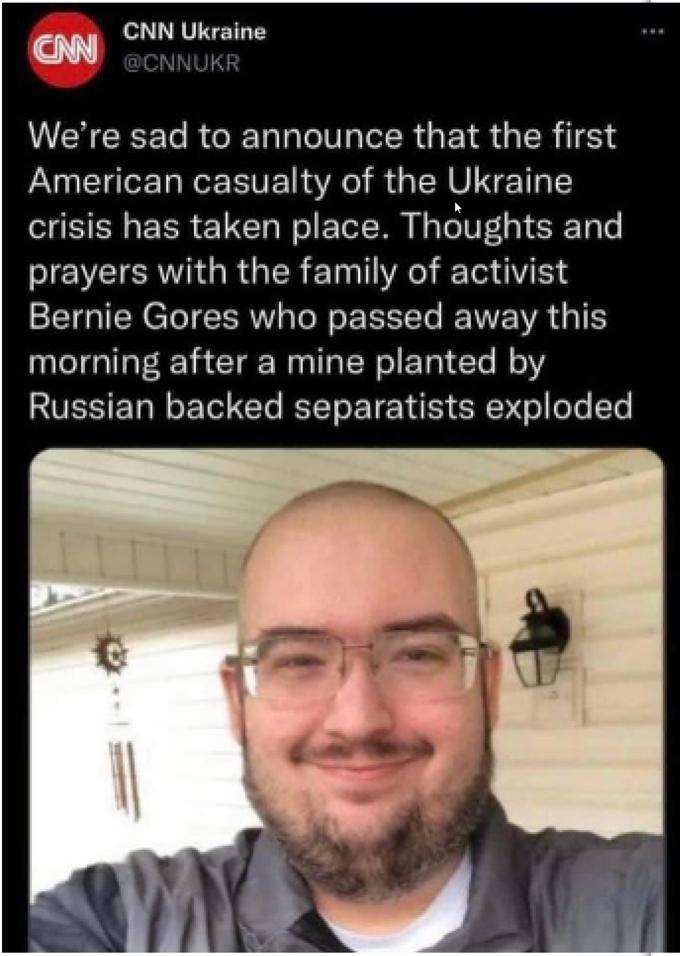 CNN
CNN Ukraine
@CNNUKR
We're sad to announce that the first
American casualty of the Ukraine
crisis has taken place. Thoughts and
prayers with the family of activist
Bernie Gores who passed away this
morning after a mine planted by
Russian backed separatists exploded